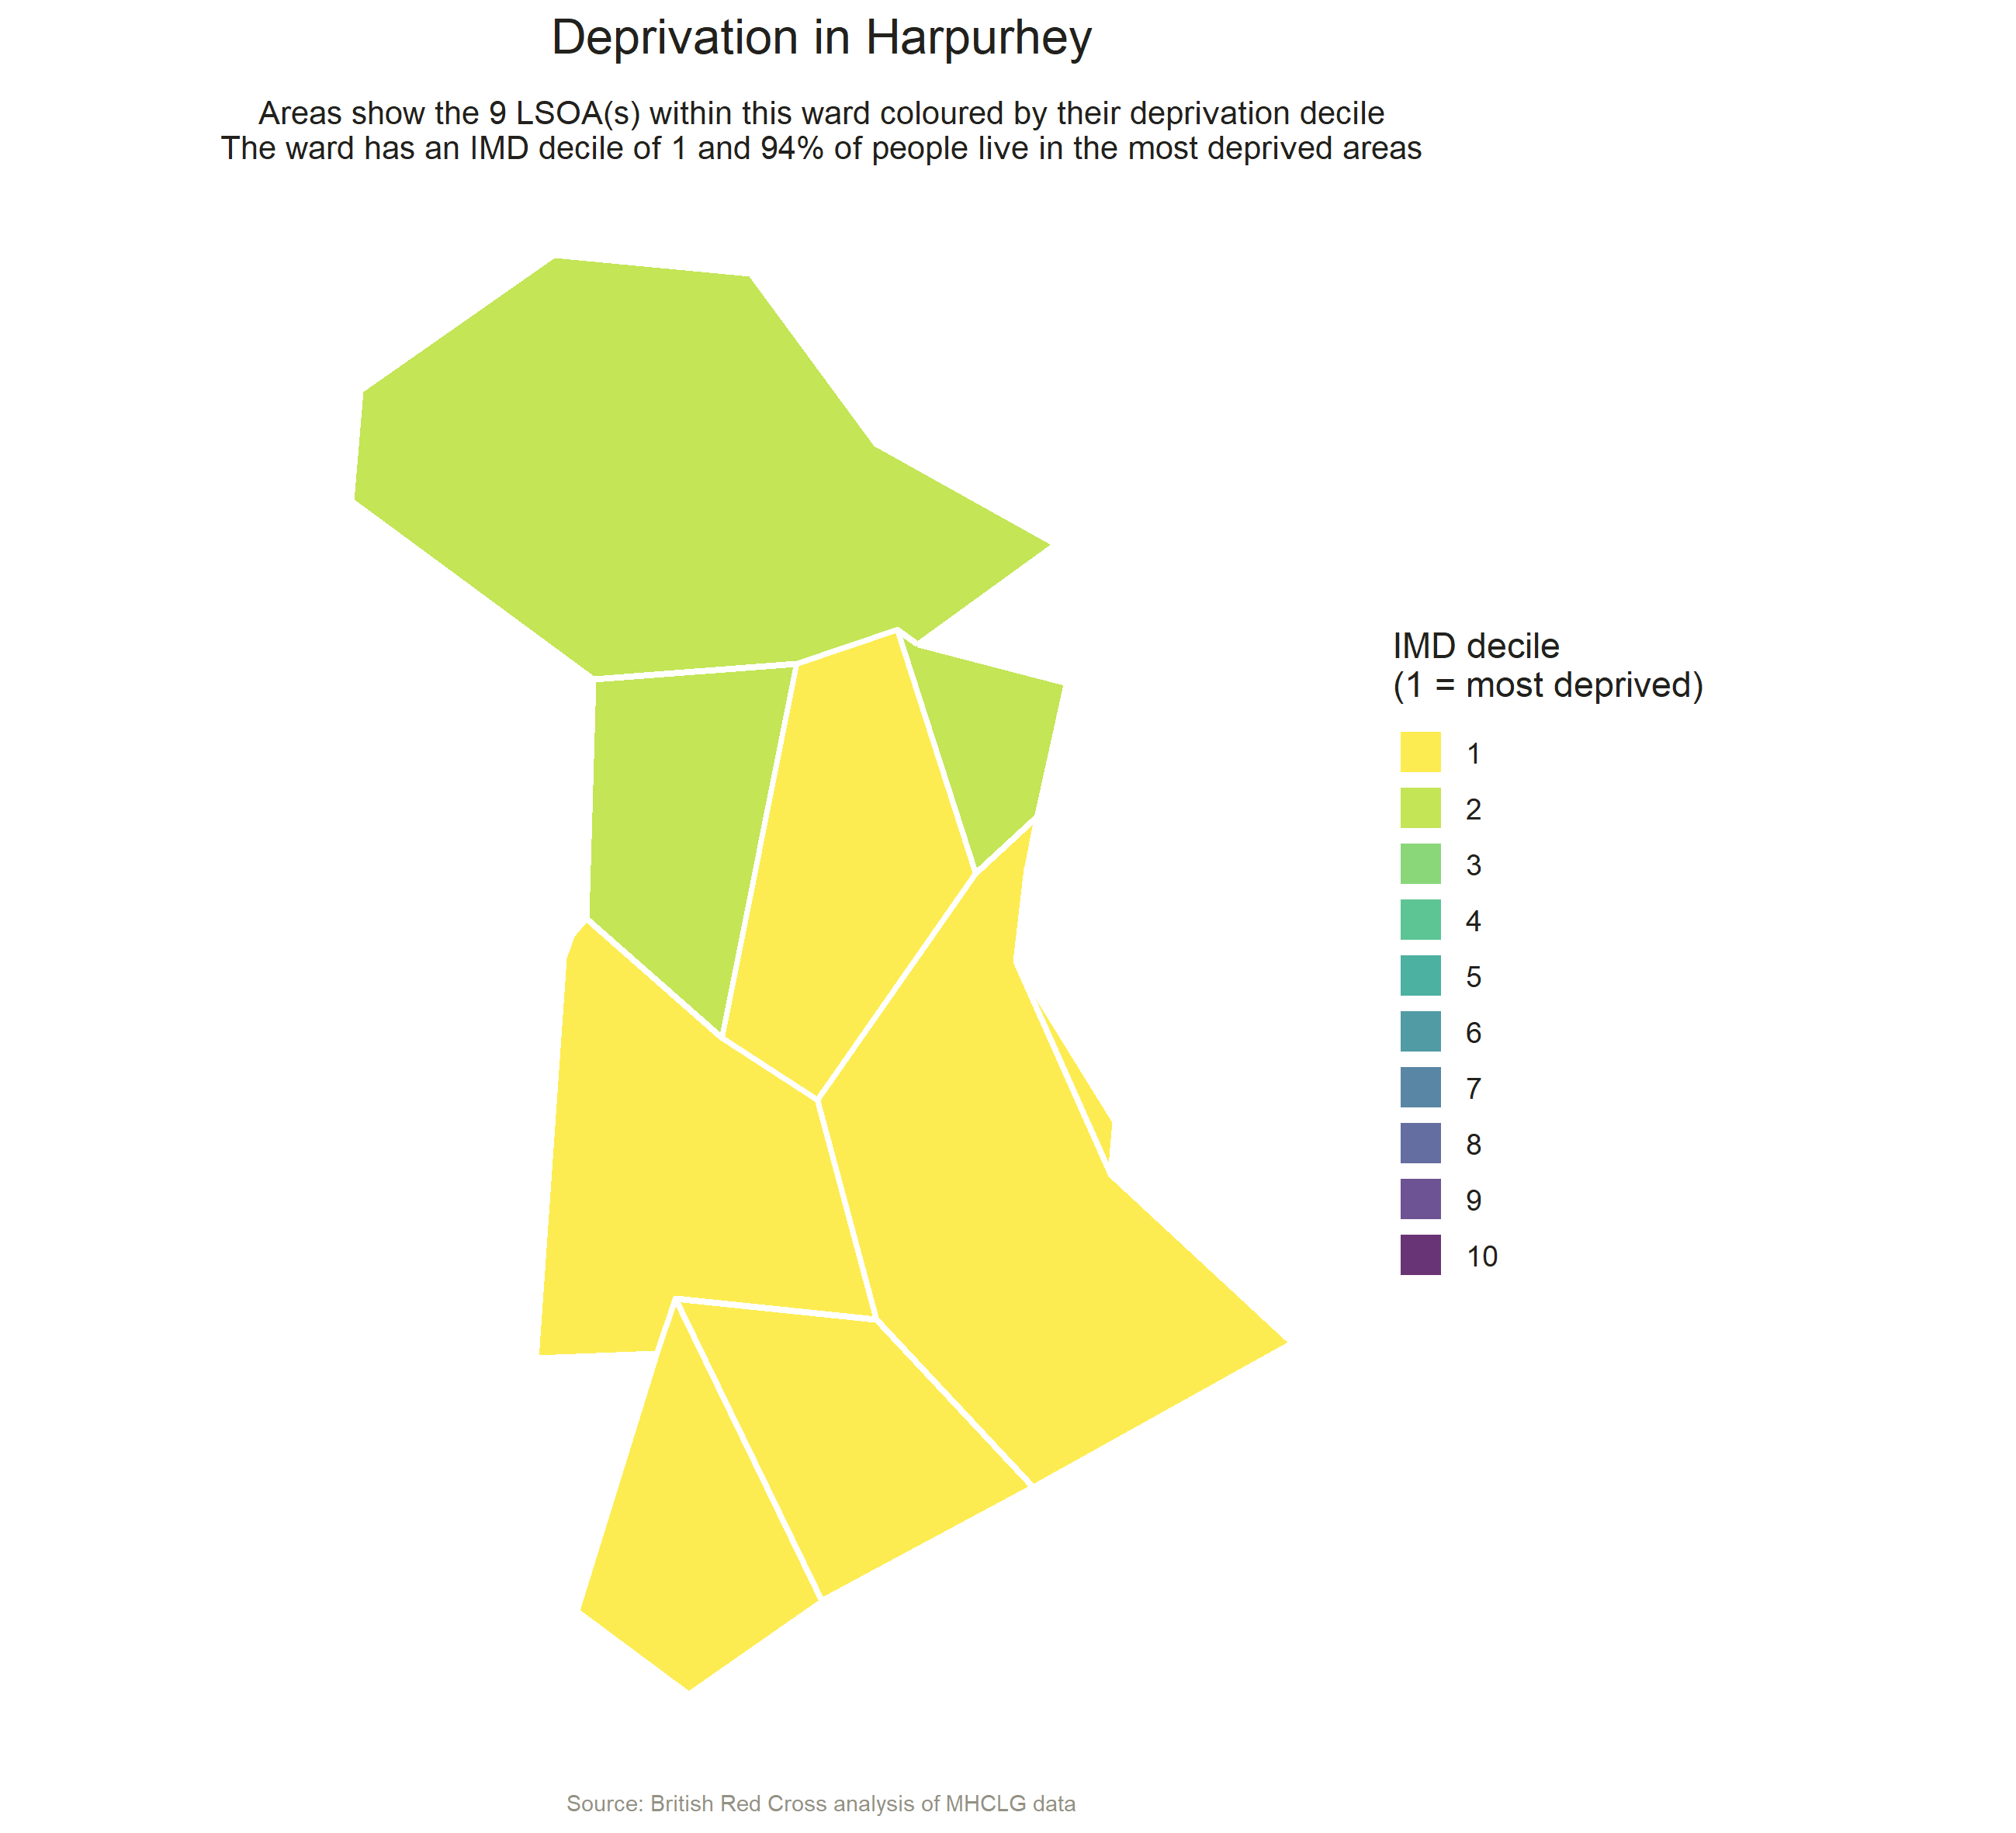 Deprivation in Harpurhey
Areas show the 9 LSOA(s) within this ward coloured by their deprivation decile
The ward has an IMD decile of 1 and 94% of people live in the most deprived areas
IMD decile
(1 = most deprived)
1
2
3
4
5
6
7
8
9
10
Source: British Red Cross analysis of MHCLG data